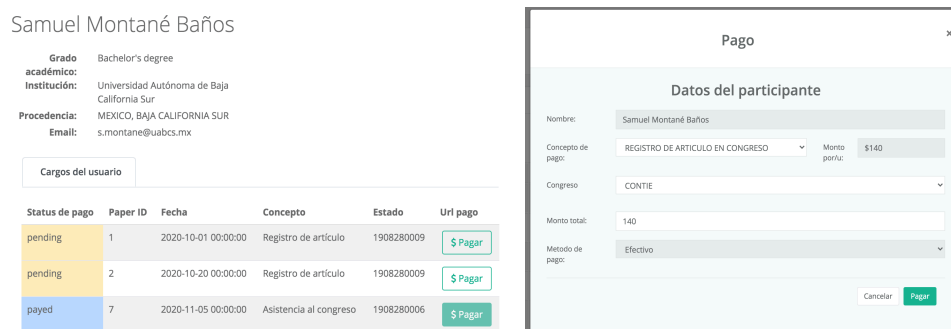 Samuel Montané Baños
Grado académico: Bachelor's degree
Institución: Universidad Autónoma de Baja
California Sur
Procedencia: MEXICO, BAJA CALIFORNIA SUR
Email: s.montane@uabcs.mx
Cargos del usuario
Status de pago Paper ID Fecha Concepto Estado Url pago
pending 1 2020-10-01 00:00:00 Registro de artículo 1908280009 $ Pagar
pending 2 2020-10-20 00:00:00 Registro de artículo 1908280009 $ Pagar
payed 7 2020-11-05 00:00:00 Asistencia al congreso 1908280006 $ Pagar
Pago
×
Datos del participante
Nombre: Samuel Montané Baños
Concepto de pago: REGISTRO DE ARTICULO EN CONGRESO Monto por/u: $140
Congreso CONTIE
Monto total: 140
Metodo de pago: Efectivo
Cancelar Pagar